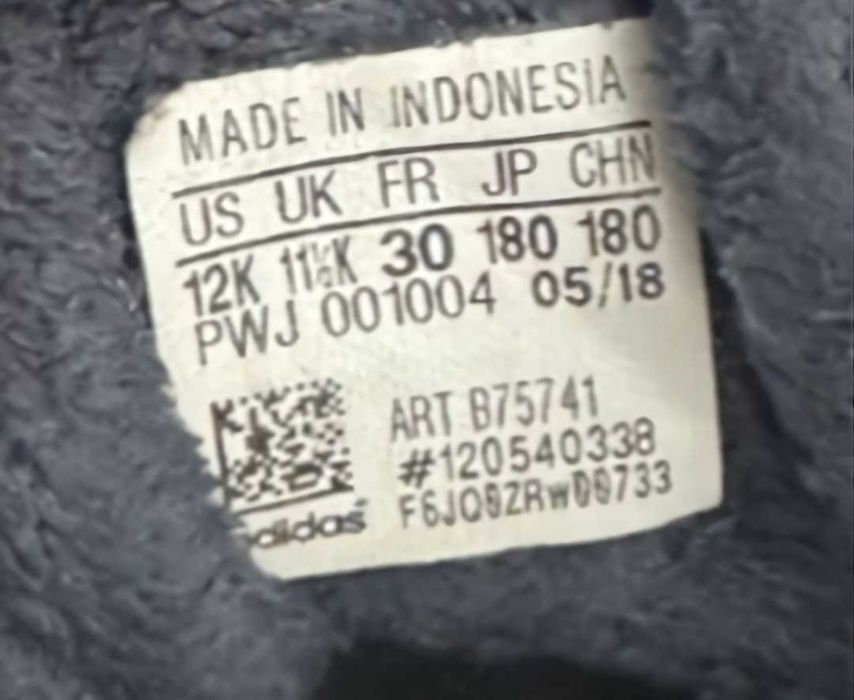 MADE IN INDONESIA
US UK FR JP CHN
12K 11½K 30 180 180
PWJ 001004 05/18
ART B75741
#120540338
F6JQ0ZRW00733
adidas